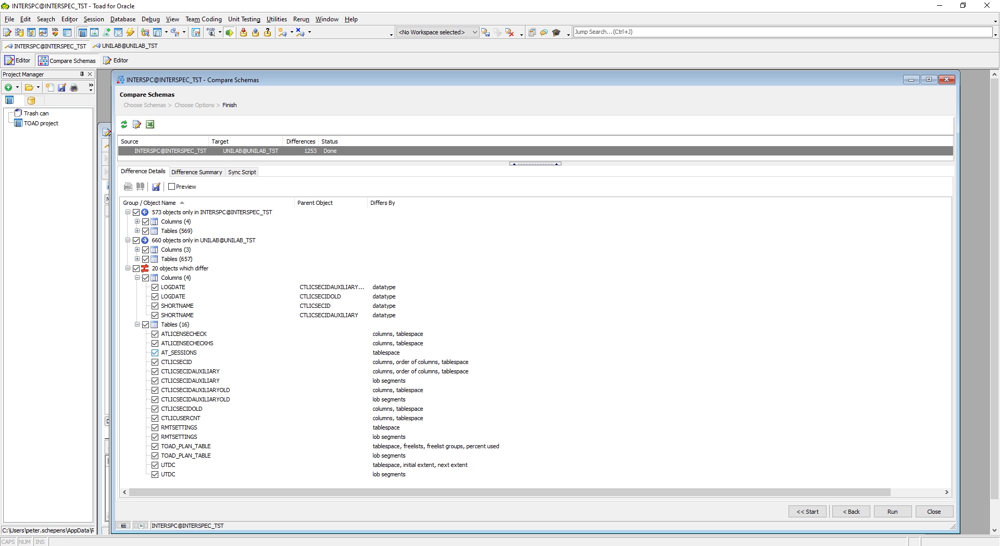 INTERSPC@INTERSPEC_TST - Toad for Oracle
File Edit Search Editor Session Database Debug View Team Coding Unit Testing Utilities Rerun Window Help
<No Workspace selected>
Jump Search...(Ctrl+J)
INTERSPC@INTERSPEC_TST UNILAB@UNILAB_TST
Editor Compare Schemas Editor
Project Manager
Trash can
TOAD project
INTERSPC@INTERSPEC_TST - Compare Schemas
Compare Schemas
Choose Schemas > Choose Options > Finish
Source Target Differences Status
INTERSPC@INTERSPEC_TST UNILAB@UNILAB_TST 1253 Done
Difference Details Difference Summary Sync Script
Preview
Group / Object Name Parent Object Differs By
573 objects only in INTERSPC@INTERSPEC_TST
Columns (4)
Tables (569)
660 objects only in UNILAB@UNILAB_TST
Columns (3)
Tables (657)
20 objects which differ
Columns (4)
LOGDATE CTLICSECIDAUXILIARY... datatype
LOGDATE CTLICSECIDOLD datatype
SHORTNAME CTLICSECID datatype
SHORTNAME CTLICSECIDAUXILIARY datatype
Tables (16)
ATLICENSECHECK columns, tablespace
ATLICENSECHECKHS columns, tablespace
AT_SESSIONS tablespace
CTLICSECID columns, order of columns, tablespace
CTLICSECIDAUXILIARY columns, order of columns, tablespace
CTLICSECIDAUXILIARY lob segments
CTLICSECIDAUXILIARYOLD columns, tablespace
CTLICSECIDAUXILIARYOLD lob segments
CTLICSECIDOLD columns, tablespace
CTLICUSERCNT columns, tablespace
RMTSETTINGS tablespace
RMTSETTINGS lob segments
TOAD_PLAN_TABLE tablespace, freelists, freelist groups, percent used
TOAD_PLAN_TABLE lob segments
UTDC tablespace, initial extent, next extent
UTDC lob segments
<< Start < Back Run Close
INTERSPC@INTERSPEC_TST
C:\Users\peter.schepens\AppData\R
CAPS NUM INS